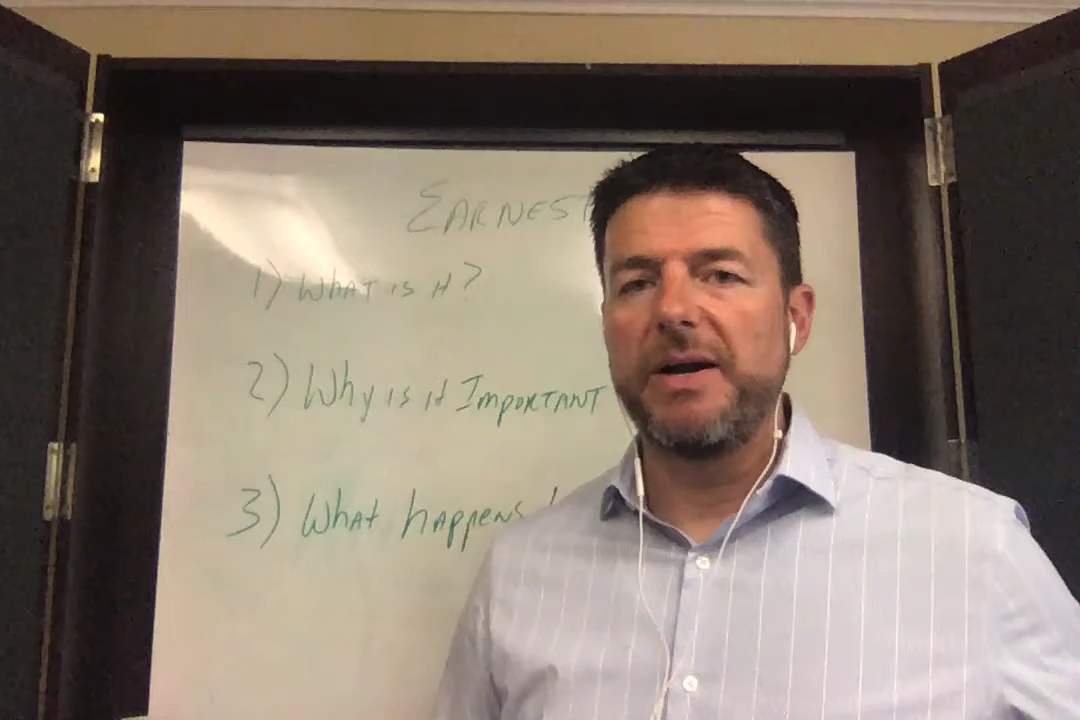 EARNEST
1) WHAT IS it?
2) Why is it IMPORTANT
3) What happens